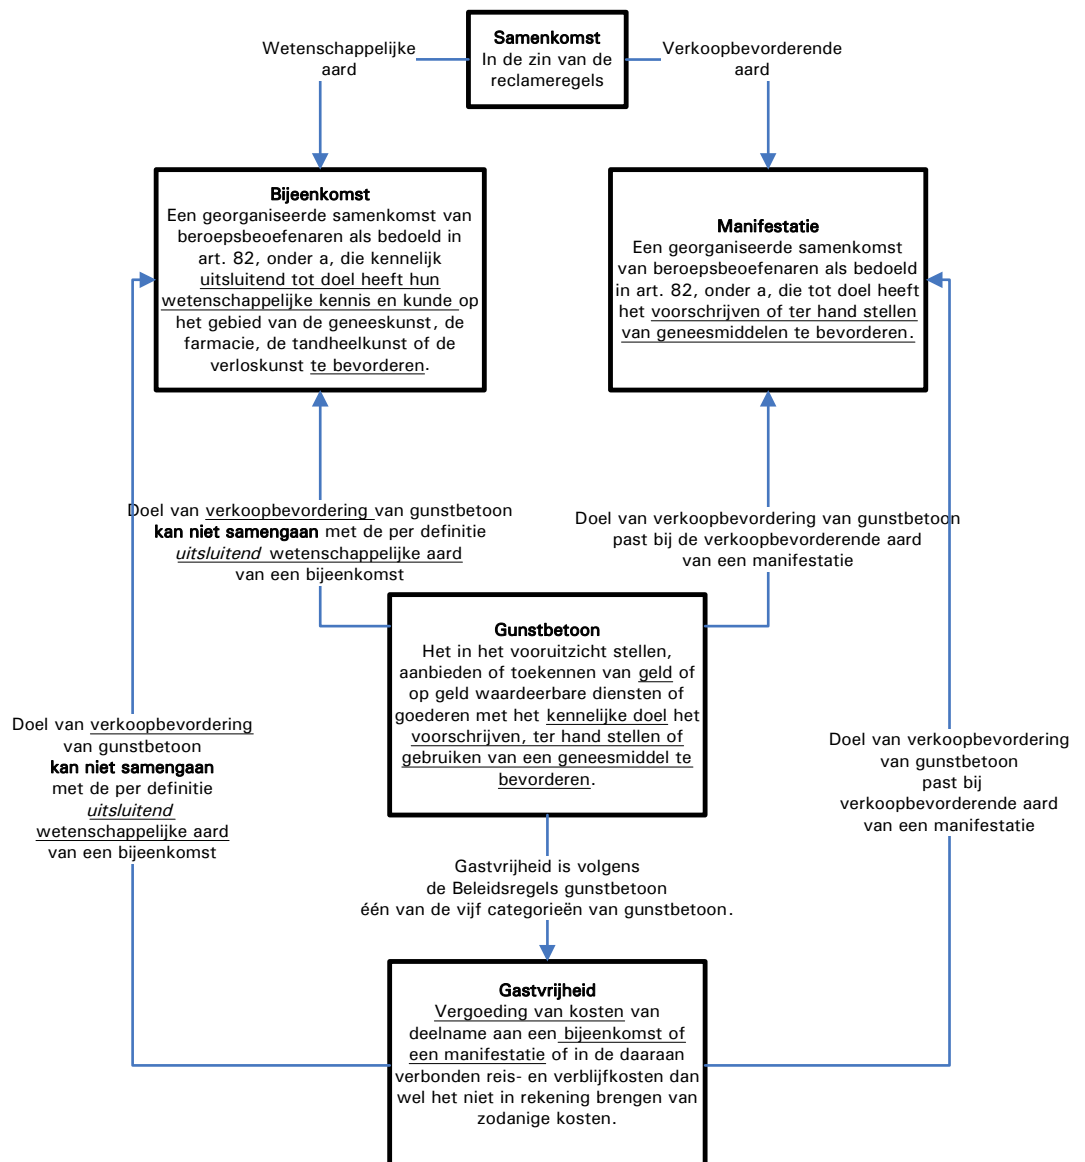 Samenkomst
In de zin van de
reclameregels
Wetenschappelijke
aard
Verkoopbevorderende
aard
Bijeenkomst
Een georganiseerde samenkomst van
beroepsbeoefenaren als bedoeld in
art. 82, onder a, die kennelijk
uitsluitend tot doel heeft hun
wetenschappelijke kennis en kunde op
het gebied van de geneeskunst, de
farmacie, de tandheelkunst of de
verloskunst te bevorderen.
Manifestatie
Een georganiseerde samenkomst
van beroepsbeoefenaren als bedoeld
in art. 82, onder a, die tot doel heeft
het voorschrijven of ter hand stellen
van geneesmiddelen te bevorderen.
Doel van verkoopbevordering van gunstbetoon
kan niet samengaan met de per definitie
uitsluitend wetenschappelijke aard
van een bijeenkomst
Doel van verkoopbevordering van gunstbetoon
past bij de verkoopbevorderende aard
van een manifestatie
Gunstbetoon
Het in het vooruitzicht stellen,
aanbieden of toekennen van geld of
op geld waardeerbare diensten of
goederen met het kennelijke doel het
voorschrijven, ter hand stellen of
gebruiken van een geneesmiddel te
bevorderen.
Doel van verkoopbevordering
van gunstbetoon
kan niet samengaan
met de per definitie
uitsluitend
wetenschappelijke aard
van een bijeenkomst
Doel van verkoopbevordering
van gunstbetoon
past bij
verkoopbevorderende aard
van een manifestatie
Gastvrijheid is volgens
de Beleidsregels gunstbetoon
één van de vijf categorieën van gunstbetoon.
Gastvrijheid
Vergoeding van kosten van
deelname aan een bijeenkomst of
een manifestatie of in de daaraan
verbonden reis- en verblijfkosten dan
wel het niet in rekening brengen van
zodanige kosten.